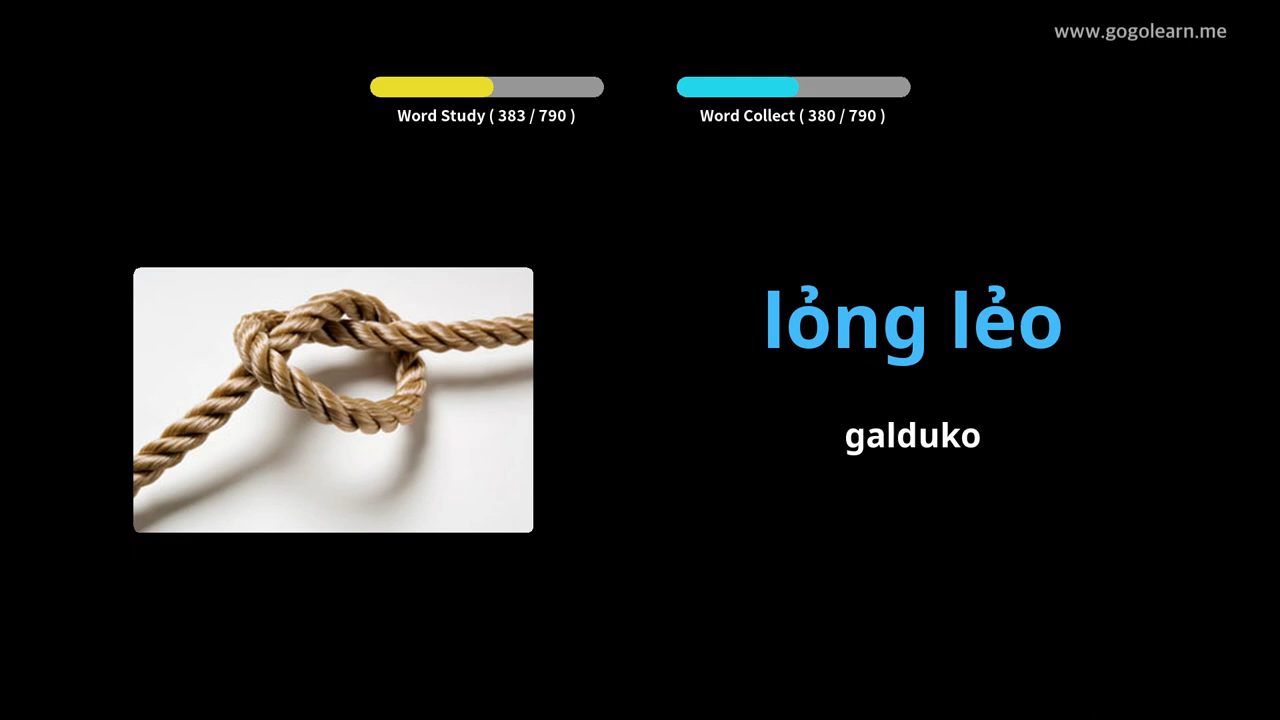 www.gogolearn.me
Word Study ( 383 / 790 )
Word Collect ( 380 / 790 )
lỏng lẻo
galduko